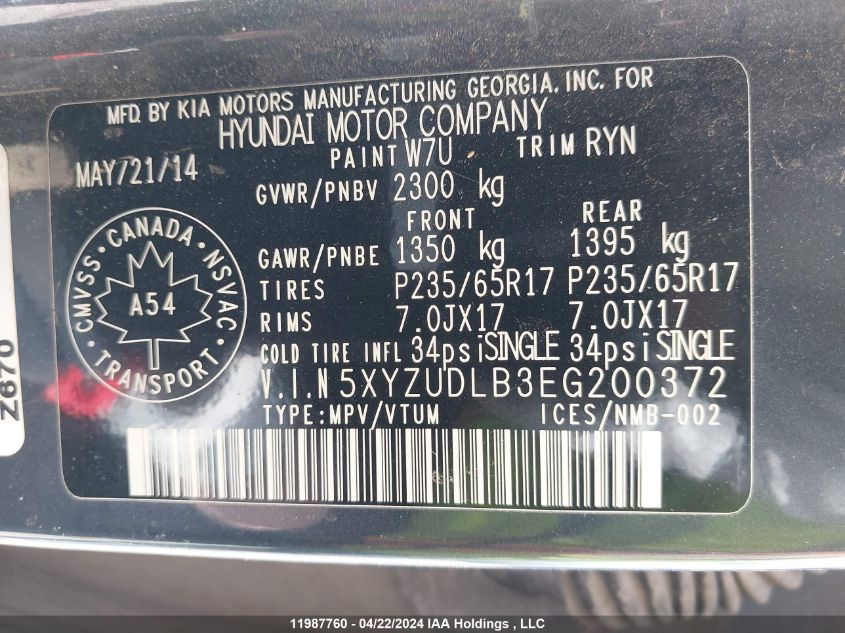 MFD. BY KIA MOTORS MANUFACTURING GEORGIA, INC. FOR
HYUNDAI MOTOR COMPANY
PAINT W7U TRIM RYN
MAY/21/14
GVWR/PNBV 2300 kg
FRONT REAR
GAWR/PNBE 1350 kg 1395 kg
TIRES P235/65R17 P235/65R17
RIMS 7.0JX17 7.0JX17
COLD TIRE INFL 34psi SINGLE 34psi SINGLE
V.I.N 5XYZUDLB3EG200372
TYPE:MPV/VTUM ICES/NMB-002
CMVSS • CANADA • NSVAC • TRANSPORT •
A54
Z670
11987760 - 04/22/2024 IAA Holdings , LLC